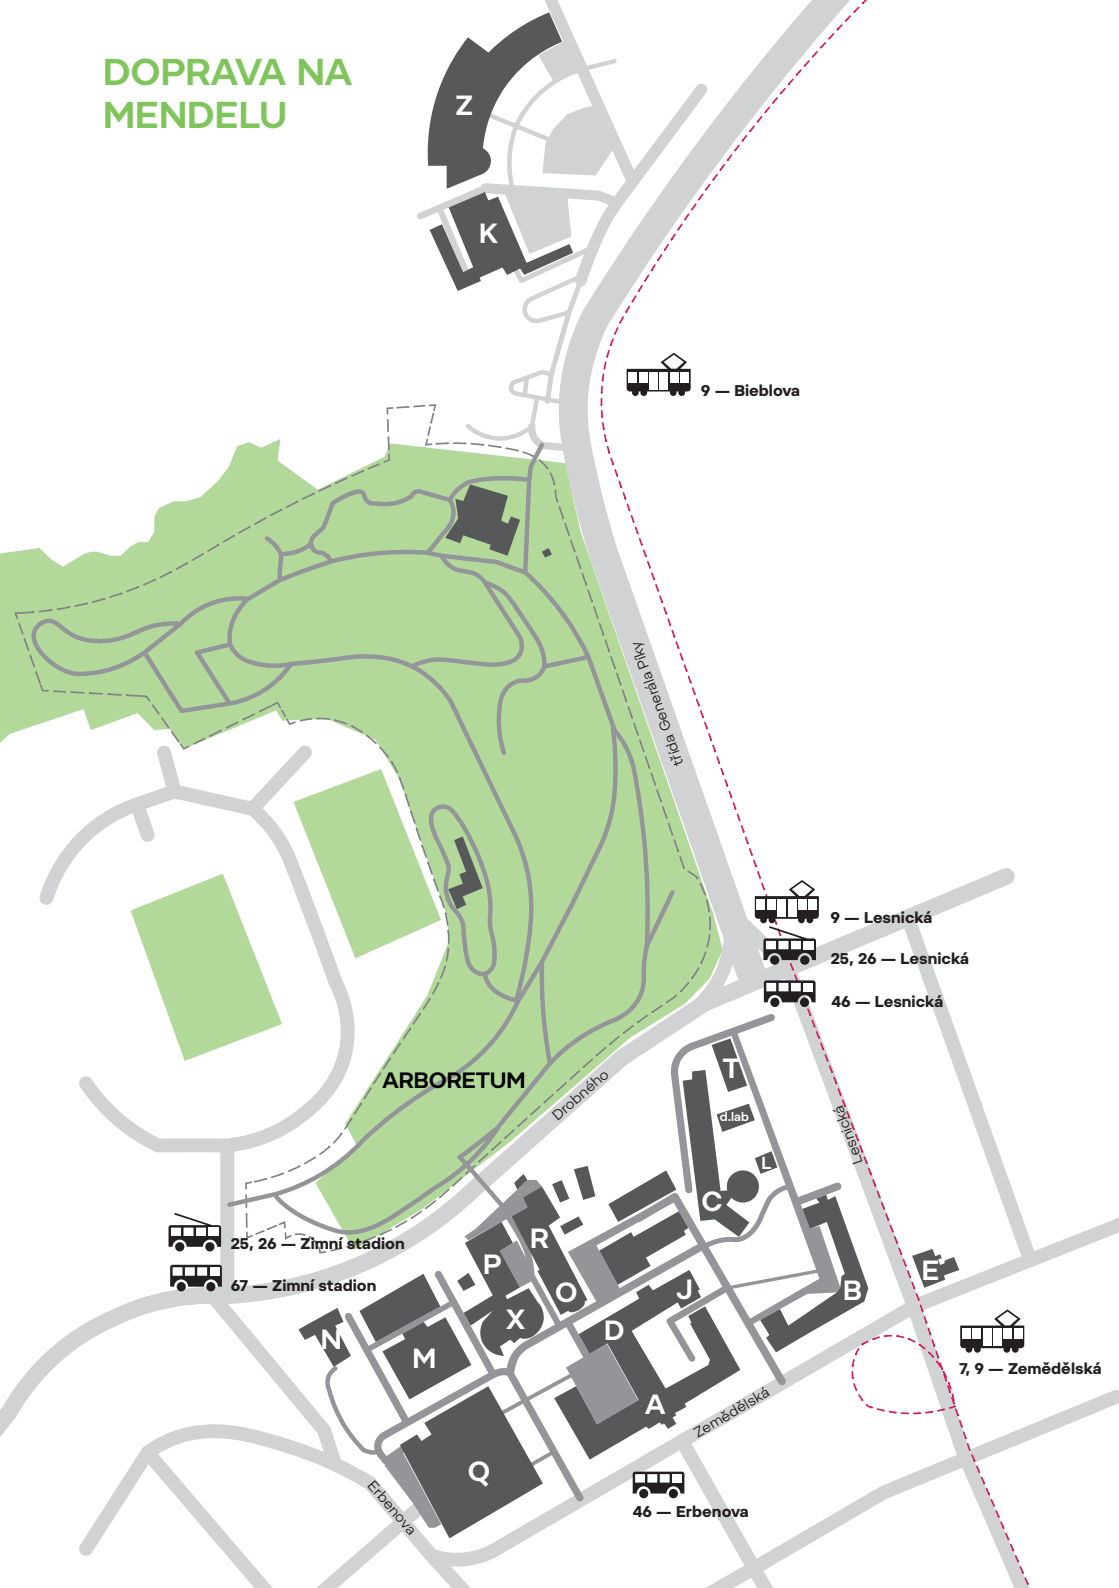 DOPRAVA NA
MENDELU
Z
K
9 — Bieblova
třída Generála Píky
9 — Lesnická
25, 26 — Lesnická
46 — Lesnická
ARBORETUM
Drobného
T
d.lab
L
C
Lesnická
25, 26 — Zimní stadion
67 — Zimní stadion
R
P
O
X
N
M
J
D
B
E
A
Q
7, 9 — Zemědělská
Zemědělská
Erbenova
46 — Erbenova